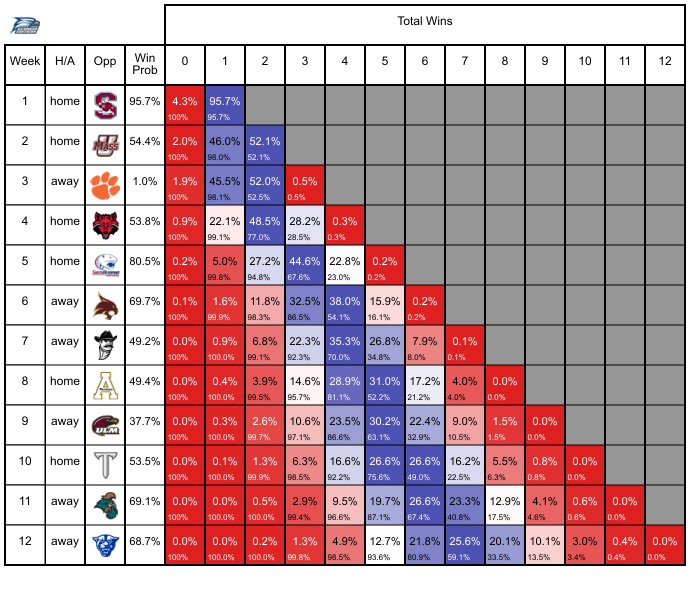 Total Wins
Week H/A Opp Win Prob 0 1 2 3 4 5 6 7 8 9 10 11 12
1 home 95.7% 4.3% 95.7%
100% 95.7%
2 home MASS 54.4% 2.0% 46.0% 52.1%
100% 98.0% 52.1%
3 away 1.0% 1.9% 45.5% 52.0% 0.5%
100% 98.1% 52.5% 0.5%
4 home 53.8% 0.9% 22.1% 48.5% 28.2% 0.3%
100% 99.1% 77.0% 28.5% 0.3%
5 home 80.5% 0.2% 5.0% 27.2% 44.6% 22.8% 0.2%
100% 99.8% 94.8% 67.6% 23.0% 0.2%
6 away 69.7% 0.1% 1.6% 11.8% 32.5% 38.0% 15.9% 0.2%
100% 99.9% 98.3% 86.5% 54.1% 16.1% 0.2%
7 away 49.2% 0.0% 0.9% 6.8% 22.3% 35.3% 26.8% 7.9% 0.1%
100% 100.0% 99.1% 92.3% 70.0% 34.8% 8.0% 0.1%
8 home A 49.4% 0.0% 0.4% 3.9% 14.6% 28.9% 31.0% 17.2% 4.0% 0.0%
100% 100.0% 99.5% 95.7% 81.1% 52.2% 21.2% 4.0% 0.0%
9 away ULM 37.7% 0.0% 0.3% 2.6% 10.6% 23.5% 30.2% 22.4% 9.0% 1.5% 0.0%
100% 100.0% 99.7% 97.1% 86.6% 63.1% 32.9% 10.5% 1.5% 0.0%
10 home T 53.5% 0.0% 0.1% 1.3% 6.3% 16.6% 26.6% 26.6% 16.2% 5.5% 0.8% 0.0%
100% 100.0% 99.9% 98.5% 92.2% 75.6% 49.0% 22.5% 6.3% 0.8% 0.0%
11 away 69.1% 0.0% 0.0% 0.5% 2.9% 9.5% 19.7% 26.6% 23.3% 12.9% 4.1% 0.6% 0.0%
100% 100.0% 100.0% 99.4% 96.6% 87.1% 67.4% 40.8% 17.5% 4.6% 0.6% 0.0%
12 away 68.7% 0.0% 0.0% 0.2% 1.3% 4.9% 12.7% 21.8% 25.6% 20.1% 10.1% 3.0% 0.4% 0.0%
100% 100.0% 100.0% 99.8% 98.5% 93.6% 80.9% 59.1% 33.5% 13.5% 3.4% 0.4% 0.0%